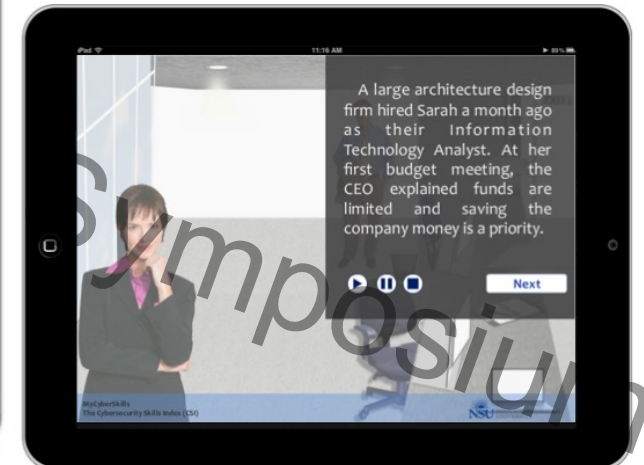 iPad
11:16 AM
89%
A large architecture design
firm hired Sarah a month ago
as their Information
Technology Analyst. At her
first budget meeting, the
CEO explained funds are
limited and saving the
company money is a priority.
Next
MyCyberSkills
The Cybersecurity Skills Index (CSI)
NSU
Symposium